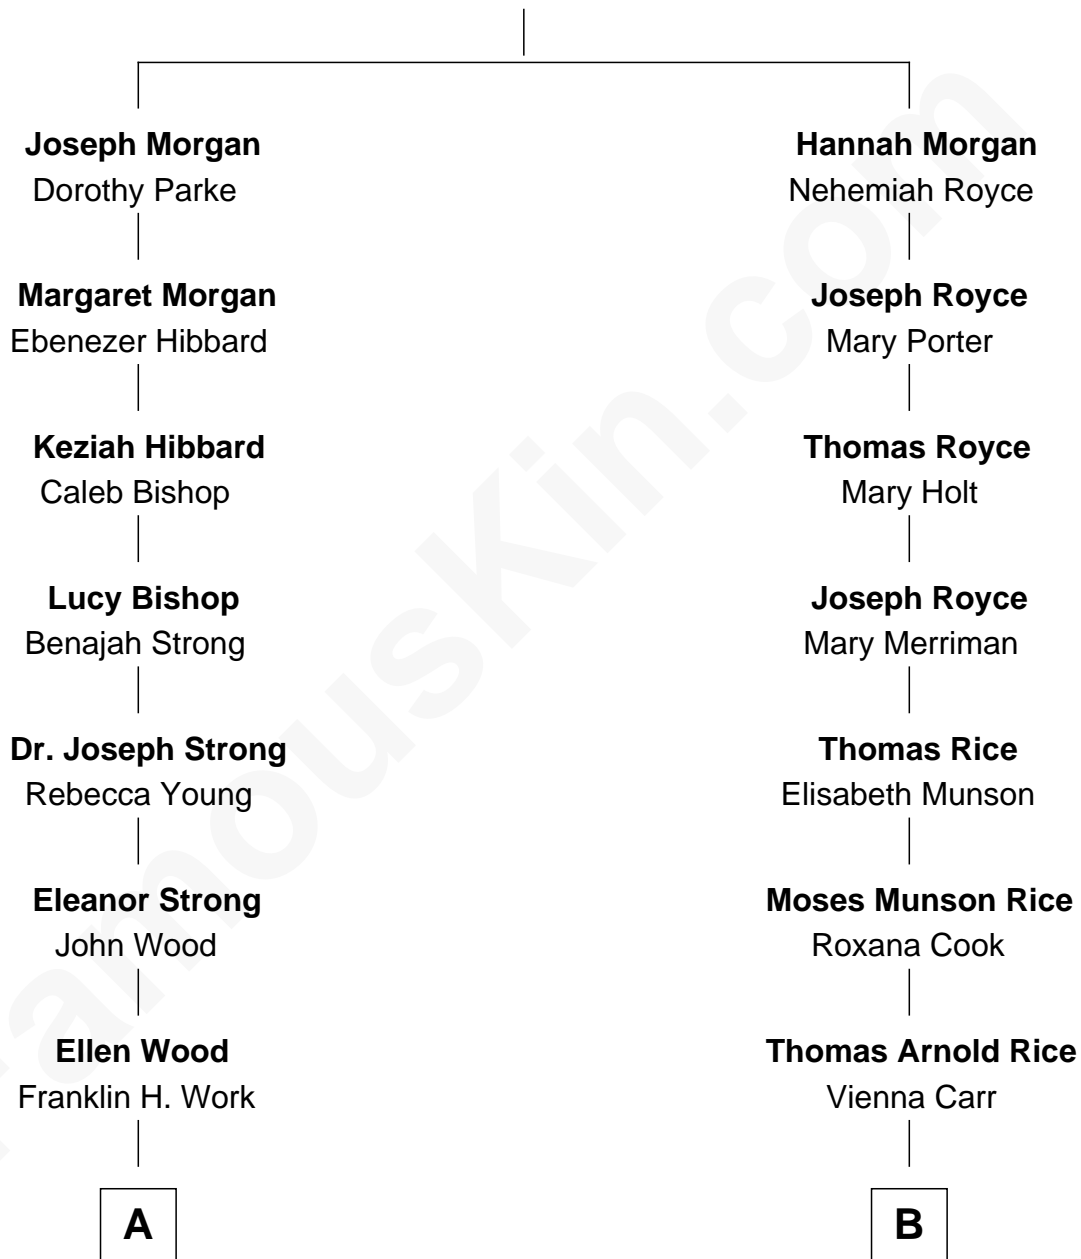 Joseph Morgan
Dorothy Parke
Hannah Morgan
Nehemiah Royce
Margaret Morgan
Ebenezer Hibbard
Joseph Royce
Mary Porter
Keziah Hibbard
Caleb Bishop
Thomas Royce
Mary Holt
Lucy Bishop
Benajah Strong
Joseph Royce
Mary Merriman
Dr. Joseph Strong
Rebecca Young
Thomas Rice
Elisabeth Munson
Eleanor Strong
John Wood
Moses Munson Rice
Roxana Cook
Ellen Wood
Franklin H. Work
Thomas Arnold Rice
Vienna Carr
A
B
FamousKin.com